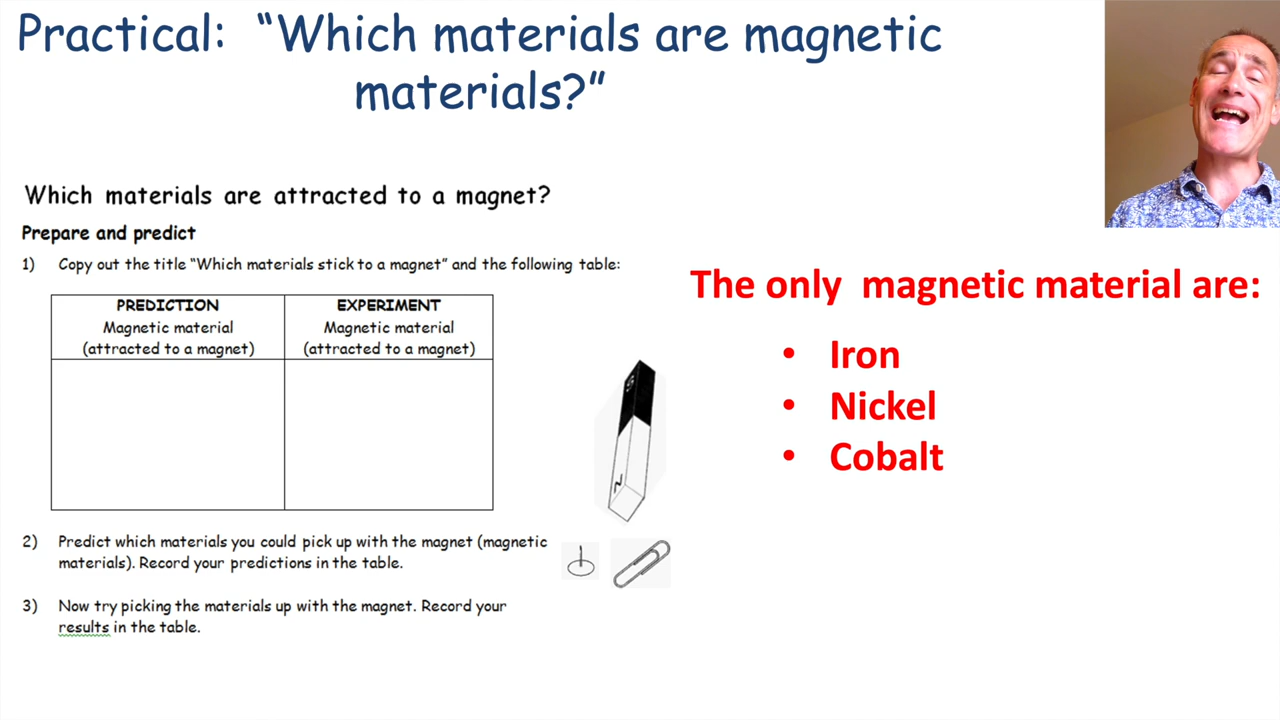 Practical: “Which materials are magnetic
materials?”
Which materials are attracted to a magnet?
Prepare and predict
1) Copy out the title “Which materials stick to a magnet” and the following table:
PREDICTION
Magnetic material
(attracted to a magnet)
EXPERIMENT
Magnetic material
(attracted to a magnet)
2) Predict which materials you could pick up with the magnet (magnetic
materials). Record your predictions in the table.
3) Now try picking the materials up with the magnet. Record your
results in the table.
N
The only magnetic material are:
• Iron
• Nickel
• Cobalt